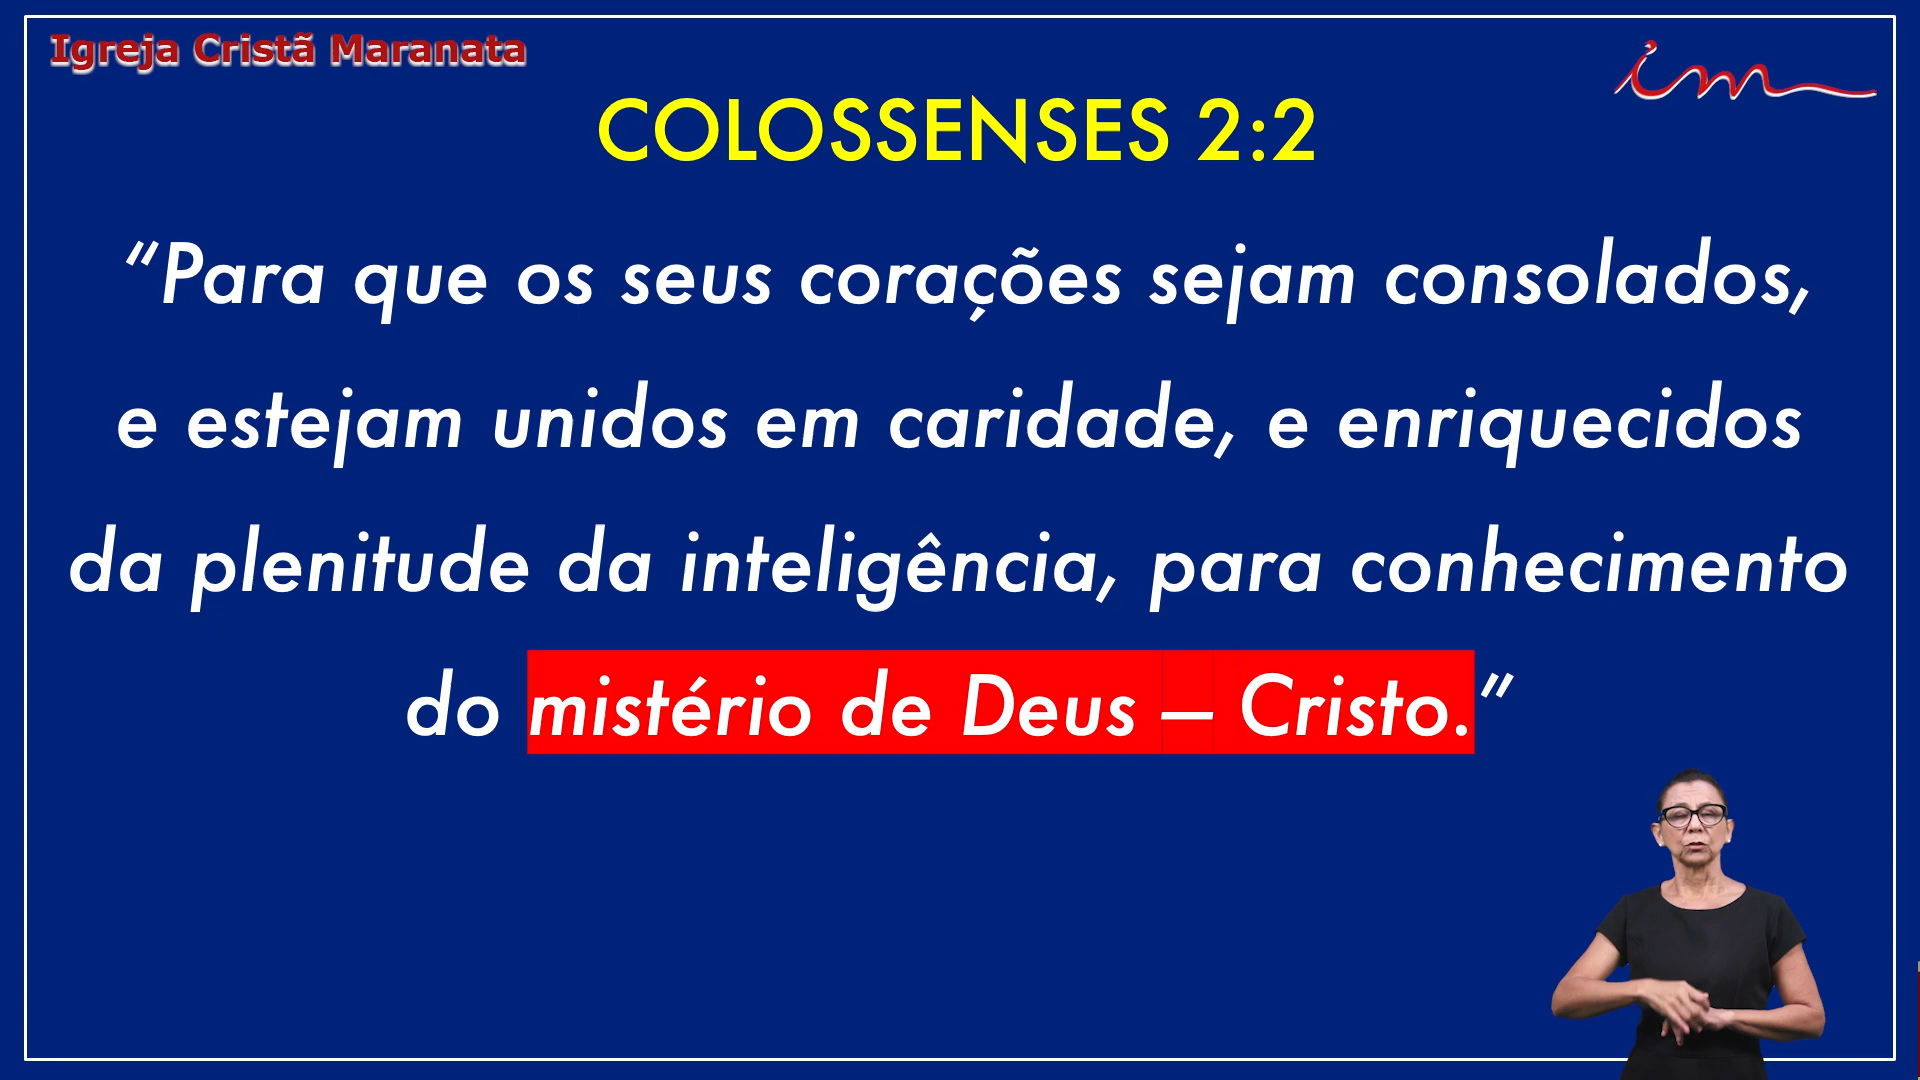 Igreja Cristã Maranata
im
COLOSSENSES 2:2
“Para que os seus corações sejam consolados,
e estejam unidos em caridade, e enriquecidos
da plenitude da inteligência, para conhecimento
do mistério de Deus – Cristo.”